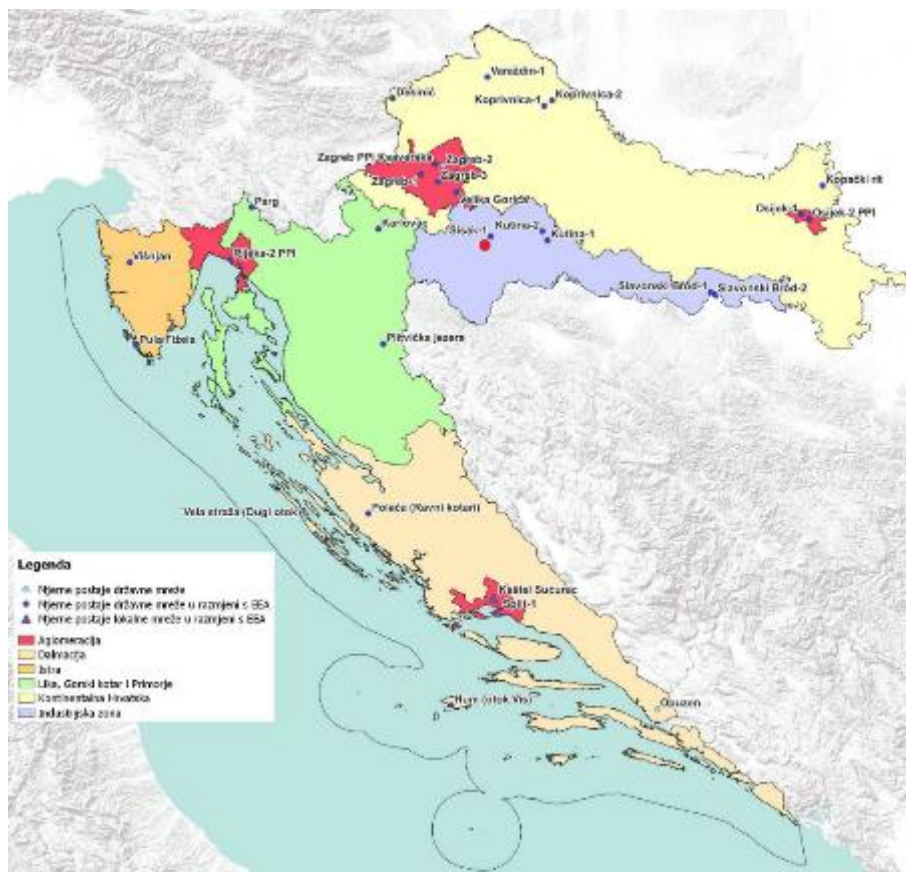 Varaždin-1
Desinić
Koprivnica-1
Koprivnica-2
Zagreb PPI Ksaverska
Zagreb-2
Zagreb-1
Zagreb-3
Velika Gorica
Kopački rit
Osijek-1
Osijek-2 PPI
Parg
Karlovac
Sisak-1
Kutina-2
Kutina-1
Rijeka-2 PPI
Višnjan
Slavonski Brod-1
Slavonski Brod-2
Pula Fižela
Plitvička jezera
Vela straža (Dugi otok)
Polača (Ravni kotari)
Kaštel Sućurac
Split-1
Hum (otok Vis)
Opuzen
Legenda
Mjerne postaje državne mreže
Mjerne postaje državne mreže u razmjeni s EEA
Mjerne postaje lokalne mreže u razmjeni s EEA
Aglomeracija
Dalmacija
Istra
Lika, Gorski kotar i Primorje
Kontinentalna Hrvatska
Industrijska zona